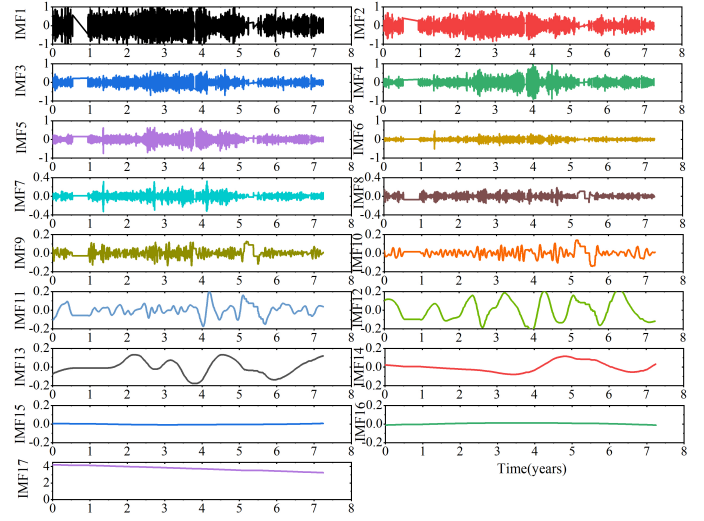 IMF1 1 0 -1 0 1 2 3 4 5 6 7 8
IMF2 1 0 -1 0 1 2 3 4 5 6 7 8
IMF3 1 0 -1 0 1 2 3 4 5 6 7 8
IMF4 1 0 -1 0 1 2 3 4 5 6 7 8
IMF5 1 0 -1 0 1 2 3 4 5 6 7 8
IMF6 1 0 -1 0 1 2 3 4 5 6 7 8
IMF7 0.4 0.0 -0.4 0 1 2 3 4 5 6 7 8
IMF8 0.4 0.0 -0.4 0 1 2 3 4 5 6 7 8
IMF9 0.2 0.0 -0.2 0 1 2 3 4 5 6 7 8
IMF10 0.2 0.0 -0.2 0 1 2 3 4 5 6 7 8
IMF11 0.2 0.0 -0.2 0 1 2 3 4 5 6 7 8
IMF12 0.2 0.0 -0.2 0 1 2 3 4 5 6 7 8
IMF13 0.2 0.0 -0.2 0 1 2 3 4 5 6 7 8
IMF14 0.2 0.0 -0.2 0 1 2 3 4 5 6 7 8
IMF15 0.2 0.0 -0.2 0 1 2 3 4 5 6 7 8
IMF16 0.2 0.0 -0.2 0 1 2 3 4 5 6 7 8
Time(years)
IMF17 4 2 0 0 1 2 3 4 5 6 7 8